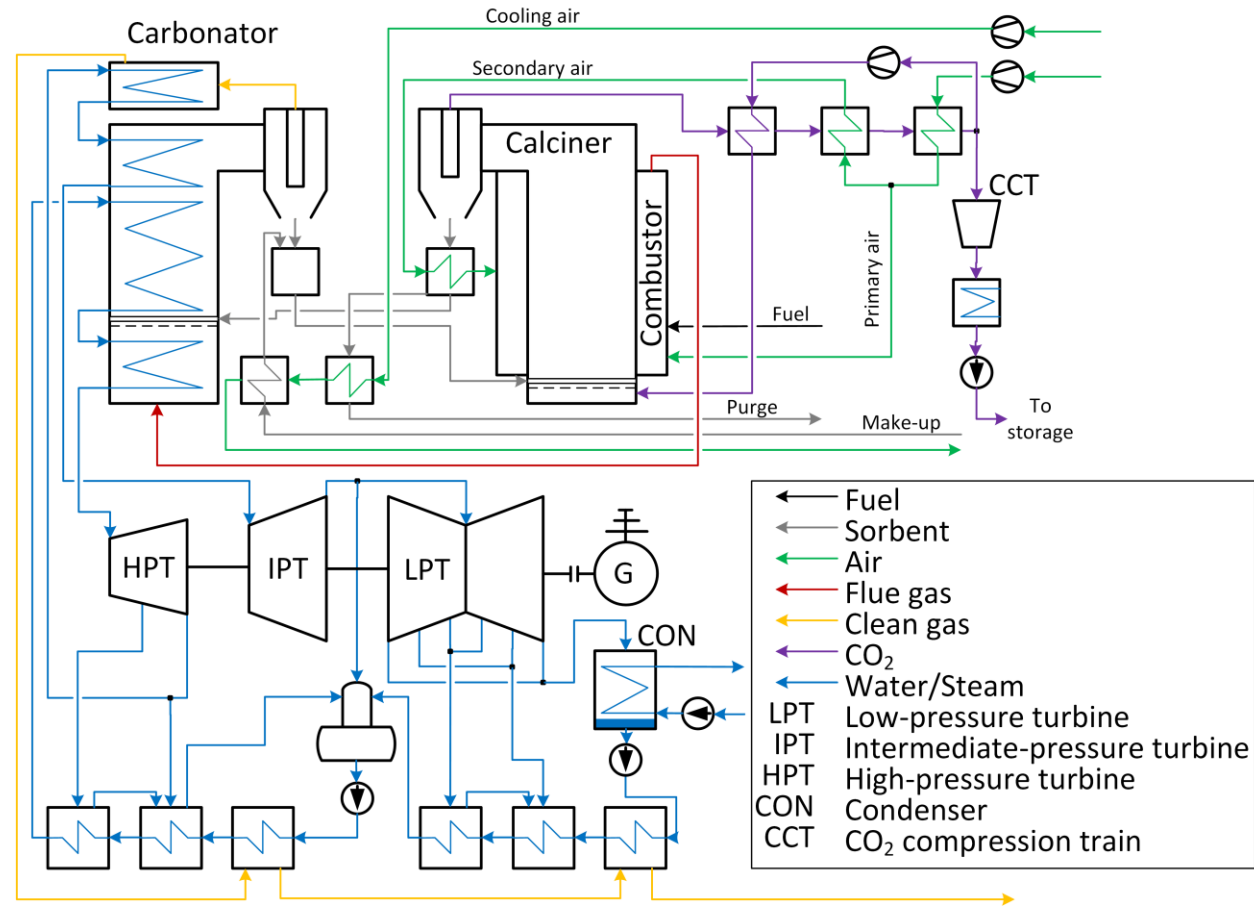 Cooling air
Carbonator
Secondary air
Calciner
CCT
Primary air
Combustor
Fuel
Purge
To
storage
Make-up
HPT
IPT
LPT
G
CON
Fuel
Sorbent
Air
Flue gas
Clean gas
CO₂
Water/Steam
LPT Low-pressure turbine
IPT Intermediate-pressure turbine
HPT High-pressure turbine
CON Condenser
CCT CO₂ compression train